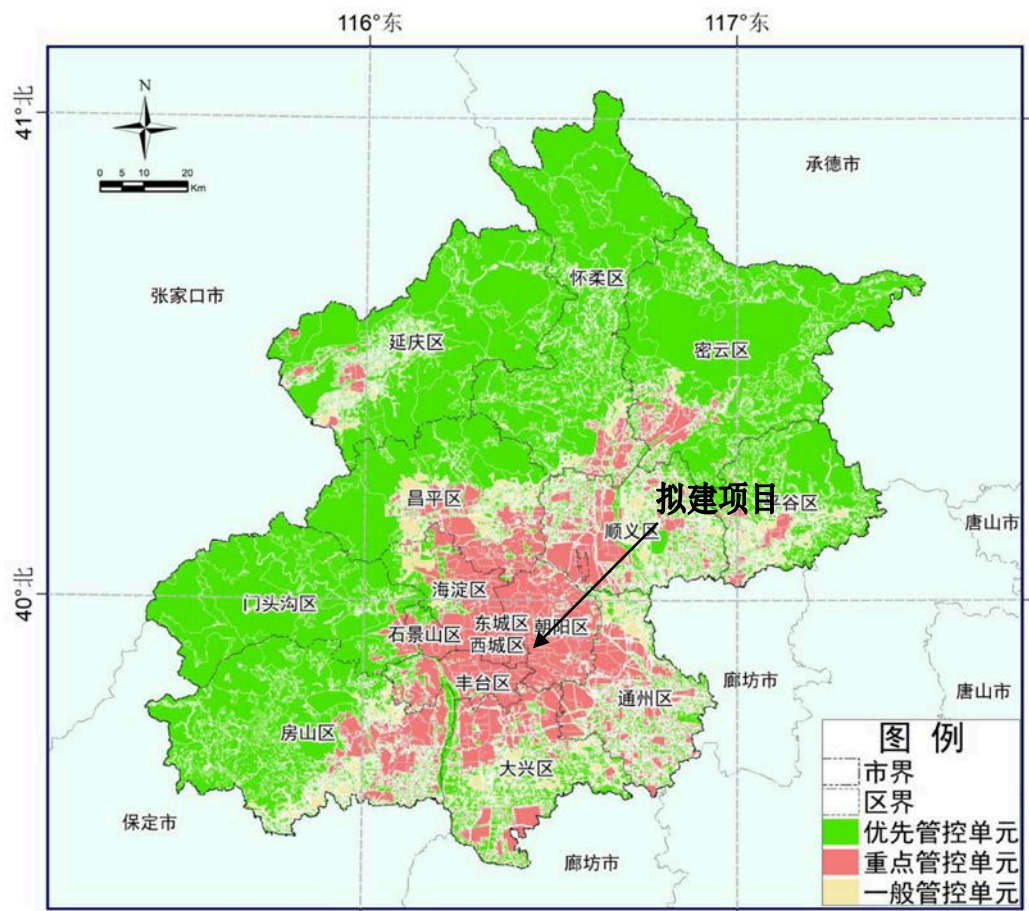 116°东
117°东
41°北
N
0 5 10 20
Km
承德市
怀柔区
张家口市
延庆区
密云区
拟建项目
昌平区
平谷区
顺义区
唐山市
40°北
海淀区
门头沟区
东城区
朝阳区
石景山区
西城区
丰台区
通州区
廊坊市
唐山市
房山区
大兴区
保定市
廊坊市
图 例
市界
区界
优先管控单元
重点管控单元
一般管控单元